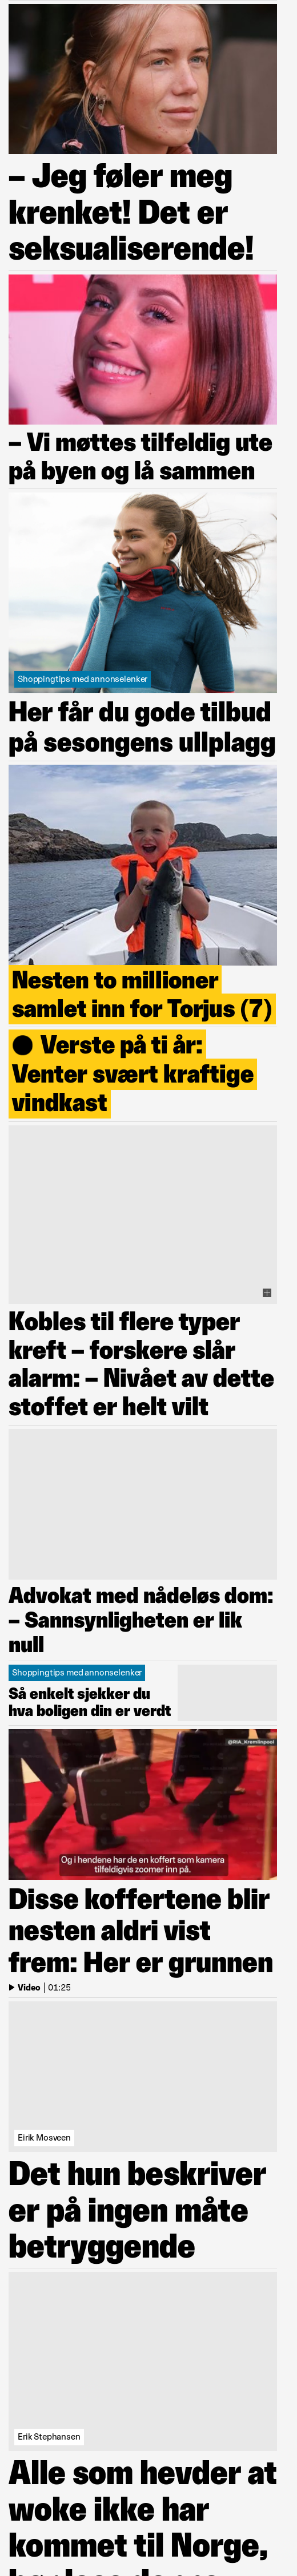 – Jeg føler meg
krenket! Det er
seksualiserende!
– Vi møttes tilfeldig ute
på byen og lå sammen
Shoppingtips med annonselenker
Her får du gode tilbud
på sesongens ullplagg
Nesten to millioner
samlet inn for Torjus (7)
● Verste på ti år:
Venter svært kraftige
vindkast
Kobles til flere typer
kreft – forskere slår
alarm: – Nivået av dette
stoffet er helt vilt
Advokat med nådeløs dom:
– Sannsynligheten er lik
null
Shoppingtips med annonselenker
Så enkelt sjekker du
hva boligen din er verdt
@RIA_Kremlinpool
Og i hendene har de en koffert som kamera
tilfeldigvis zoomer inn på.
Disse koffertene blir
nesten aldri vist
frem: Her er grunnen
Video | 01:25
Eirik Mosveen
Det hun beskriver
er på ingen måte
betryggende
Erik Stephansen
Alle som hevder at
woke ikke har
kommet til Norge,